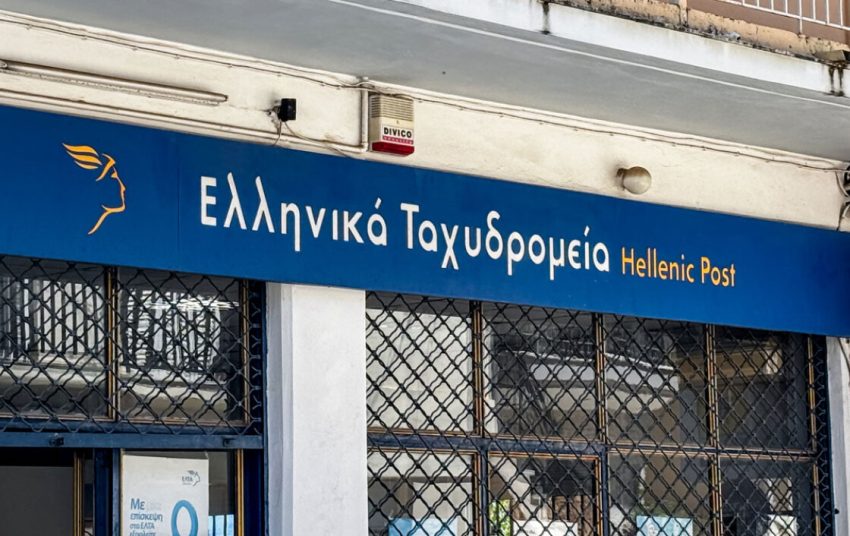 DIVICO
Ελληνικά Ταχυδρομεία Hellenic Post
ΕΛΤΑ
Με
επίσκεψη
στα ΕΛΤΑ